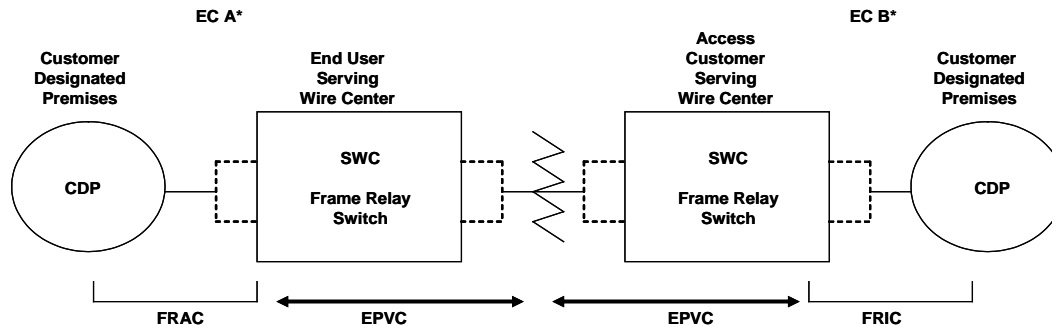 EC A*
EC B*
Customer
Designated
Premises
End User
Serving
Wire Center
Access
Customer
Serving
Wire Center
Customer
Designated
Premises
CDP
SWC
Frame Relay
Switch
SWC
Frame Relay
Switch
CDP
FRAC
EPVC
EPVC
FRIC